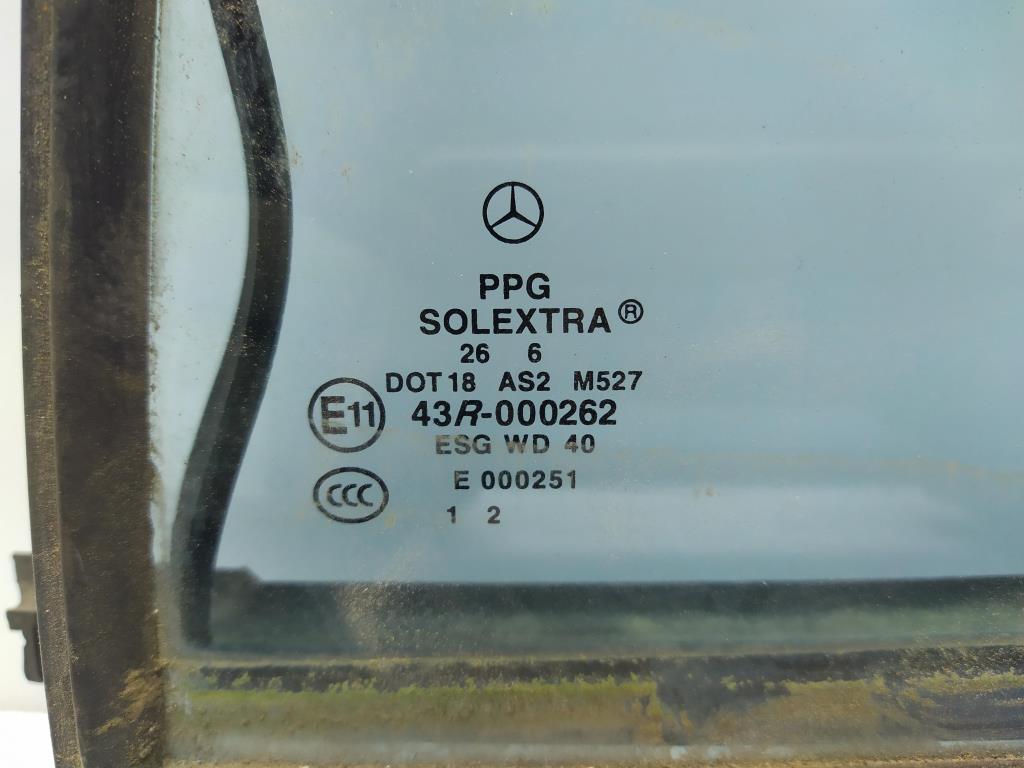 PPG
SOLEXTRA®
26 6
DOT18 AS2 M527
E11 43R-000262
ESG WD 40
E 000251
CCC
1 2